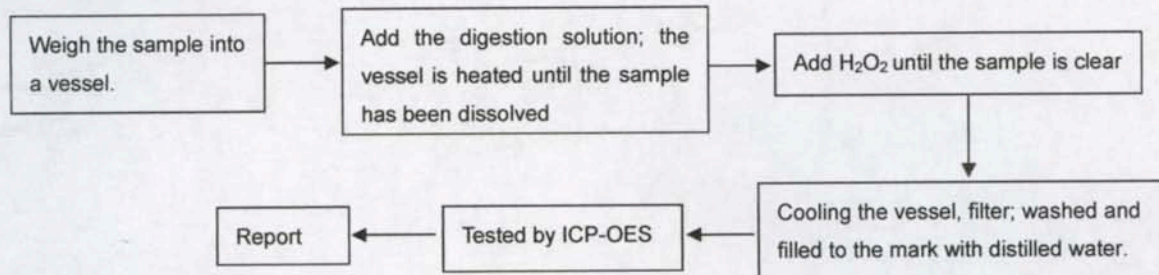 Weigh the sample into
a vessel.
Add the digestion solution; the
vessel is heated until the sample
has been dissolved
Add H₂O₂ until the sample is clear
Cooling the vessel, filter; washed and
filled to the mark with distilled water.
Tested by ICP-OES
Report